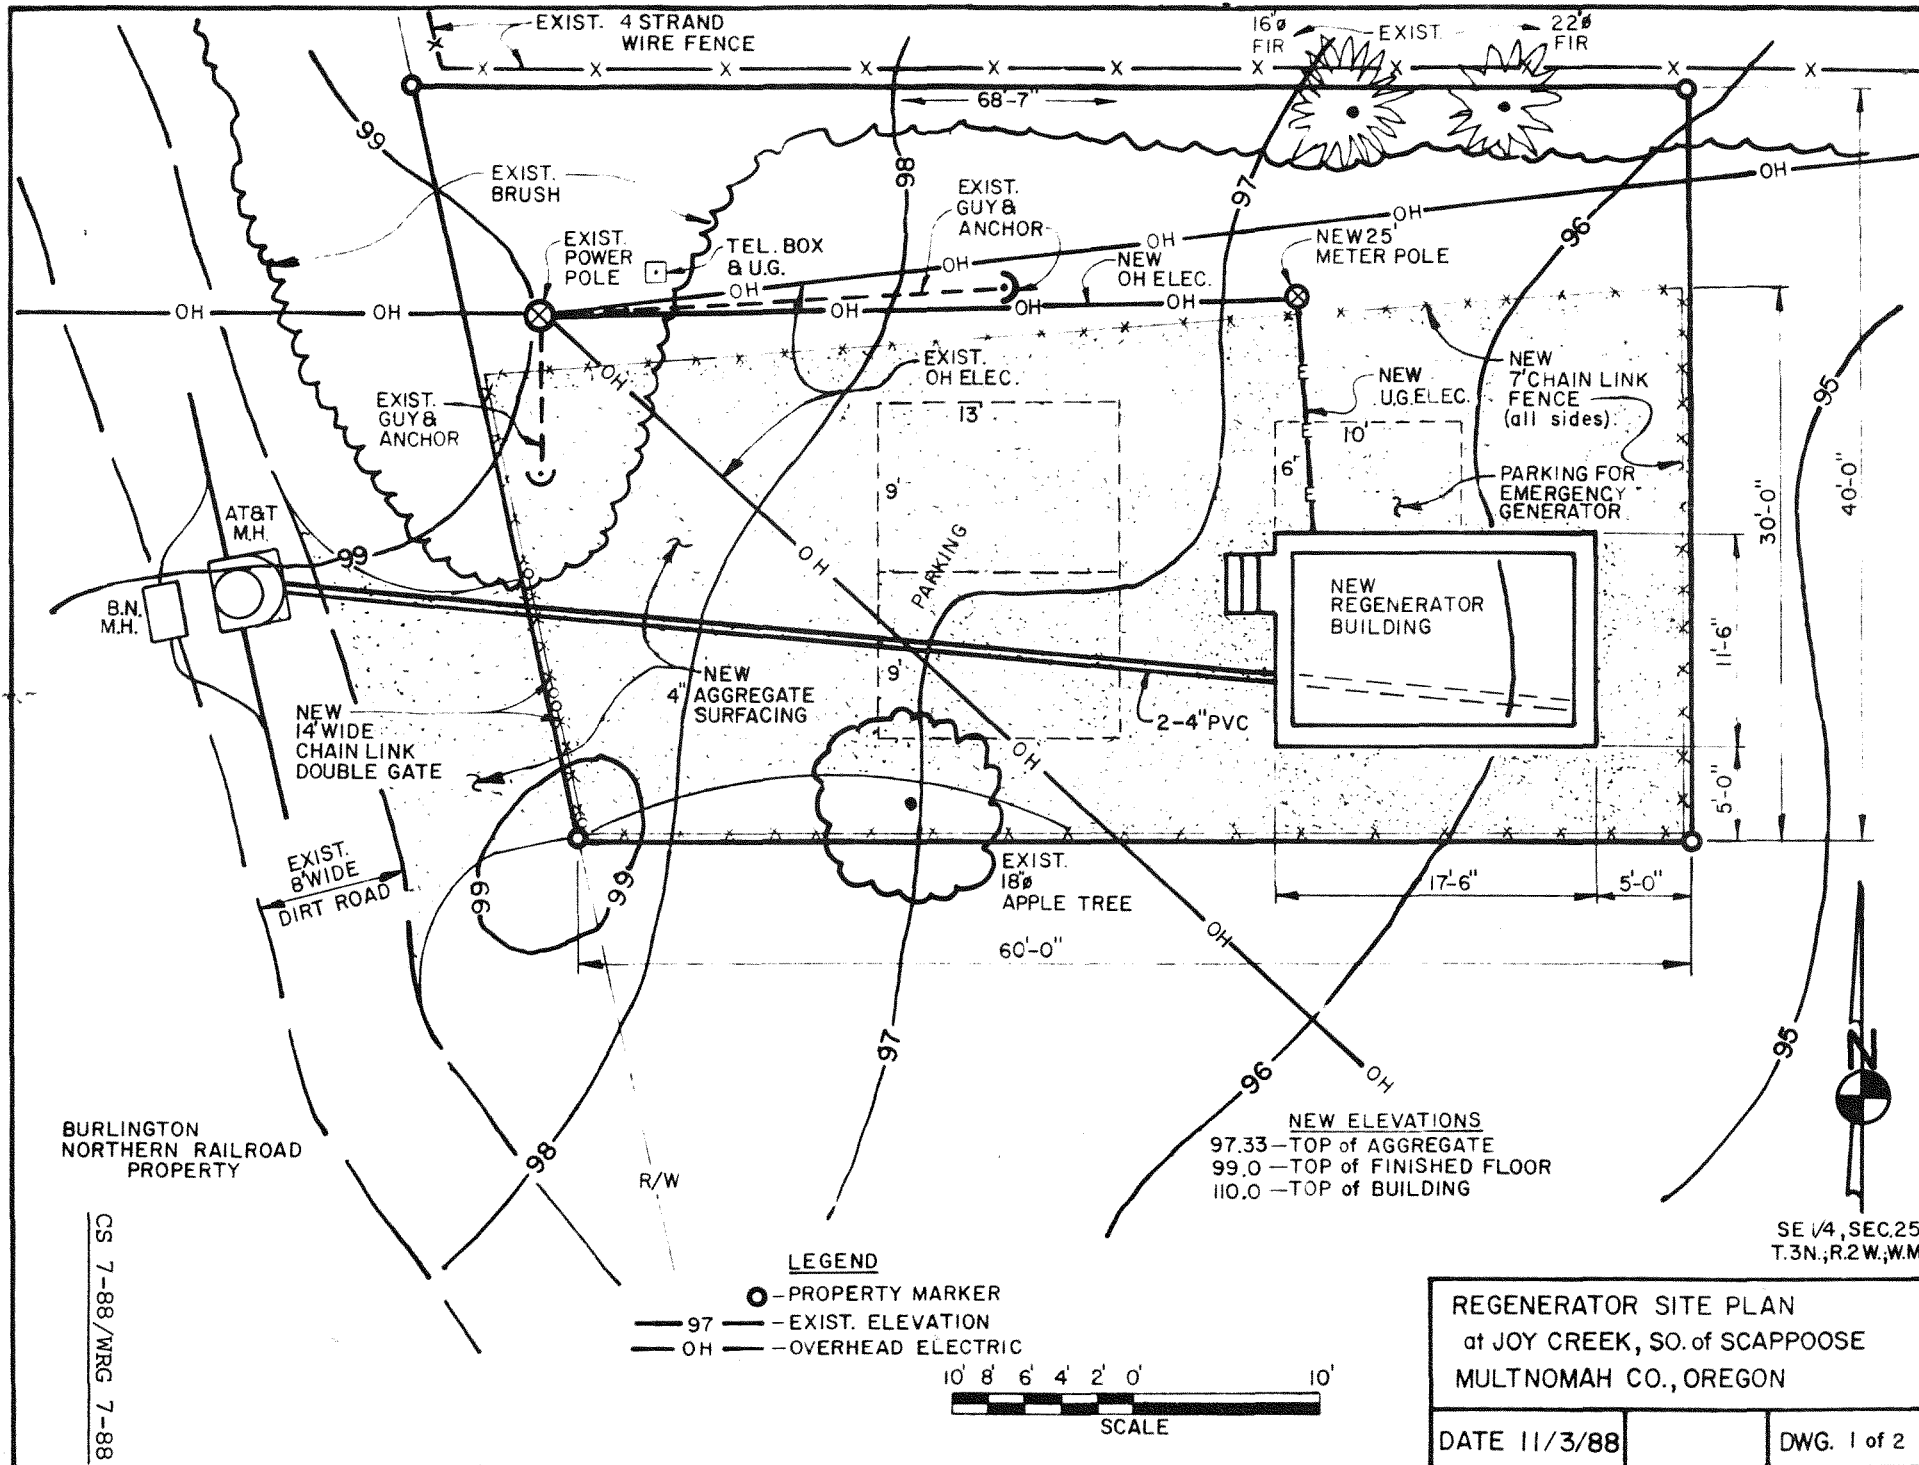 EXIST. 4 STRAND
WIRE FENCE
16"ø
FIR
EXIST.
22"ø
FIR
68'-7"
99
98
97
96
95
EXIST.
BRUSH
EXIST.
POWER
POLE
TEL. BOX
& U.G.
EXIST.
GUY &
ANCHOR
NEW
OH ELEC.
NEW 25'
METER POLE
OH
OH
OH
OH
OH
OH
OH
OH
OH
OH
EXIST.
OH ELEC.
EXIST.
GUY &
ANCHOR
NEW
U.G. ELEC.
E
E
E
NEW
7' CHAIN LINK
FENCE
(all sides).
13'
9'
10'
6'
PARKING FOR
EMERGENCY
GENERATOR
30'-0"
40'-0"
AT&T
M.H.
99
B.N.
M.H.
OH
OH
PARKING
9'
NEW
REGENERATOR
BUILDING
11'-6"
5'-0"
NEW
4" AGGREGATE
SURFACING
2-4" PVC
NEW
14' WIDE
CHAIN LINK
DOUBLE GATE
OH
EXIST.
8' WIDE
DIRT ROAD
99
99
EXIST.
18"ø
APPLE TREE
17'-6"
5'-0"
OH
60'-0"
97
96
95
OH
N
BURLINGTON
NORTHERN RAILROAD
PROPERTY
98
R/W
NEW ELEVATIONS
97.33—TOP of AGGREGATE
99.0 —TOP of FINISHED FLOOR
110.0 —TOP of BUILDING
SE 1/4, SEC. 25
T.3N.; R.2W.; W.M
CS 7-88/WRG 7-88
LEGEND
-PROPERTY MARKER
97 -EXIST. ELEVATION
OH -OVERHEAD ELECTRIC
10' 8' 6' 4' 2' 0' 10'
SCALE
REGENERATOR SITE PLAN
at JOY CREEK, SO. of SCAPPOOSE
MULTNOMAH CO., OREGON
DATE 11/3/88
DWG. 1 of 2